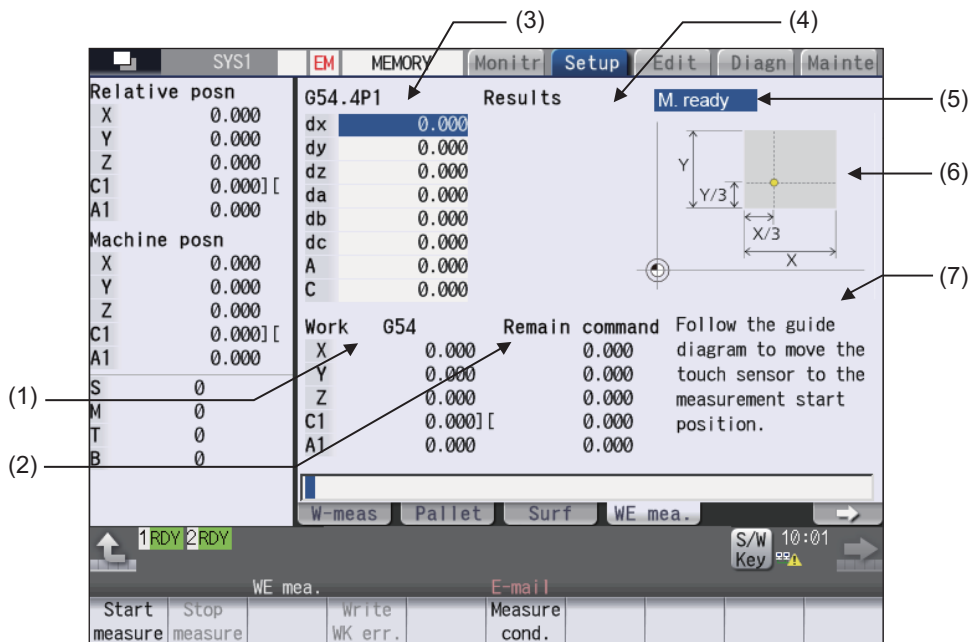 (3) (4)
SYS1 EM MEMORY Monitr Setup Edit Diagn Mainte
Relative posn
X 0.000
Y 0.000
Z 0.000
C1 0.000][
A1 0.000
Machine posn
X 0.000
Y 0.000
Z 0.000
C1 0.000][
A1 0.000
S 0
M 0
T 0
B 0
G54.4P1 Results
dx 0.000
dy 0.000
dz 0.000
da 0.000
db 0.000
dc 0.000
A 0.000
C 0.000
M. ready (5)
Y
Y/3
X/3
X
(6)
(7)
Work G54 Remain command
X 0.000 0.000
Y 0.000 0.000
Z 0.000 0.000
C1 0.000][ 0.000
A1 0.000 0.000
Follow the guide
diagram to move the
touch sensor to the
measurement start
position.
(1)
(2)
W-meas Pallet Surf WE mea.
1 RDY 2 RDY
S/W Key 10:01
WE mea. E-mail
Start measure
Stop measure
Write WK err.
Measure cond.